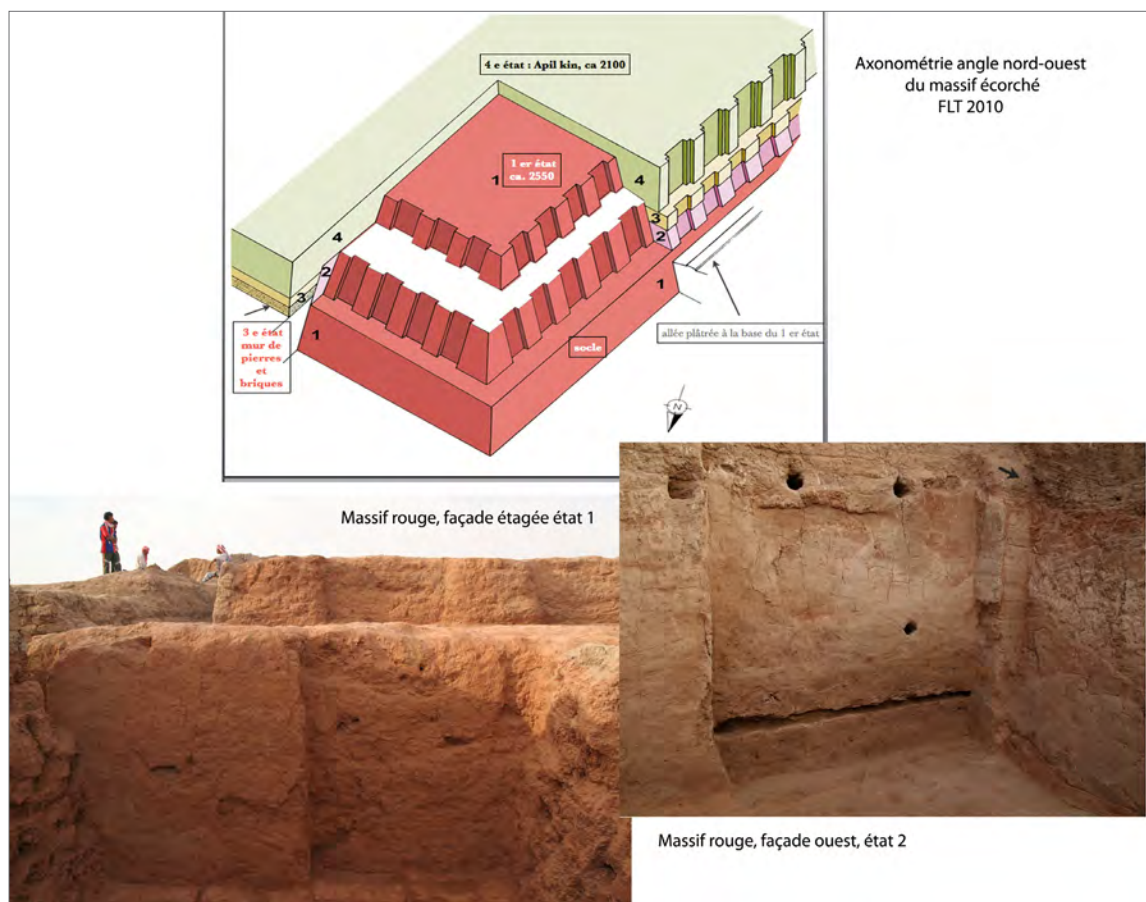 4 e état : Apil kin, ca 2100
Axonométrie angle nord-ouest
du massif écorché
FLT 2010
1 er état
ca. 2550
1
4
3
2
1
4
2
3
1
3 e état
mur de
pierres
et
briques
socle
allée plâtrée à la base du 1 er état
N
Massif rouge, façade étagée état 1
Massif rouge, façade ouest, état 2